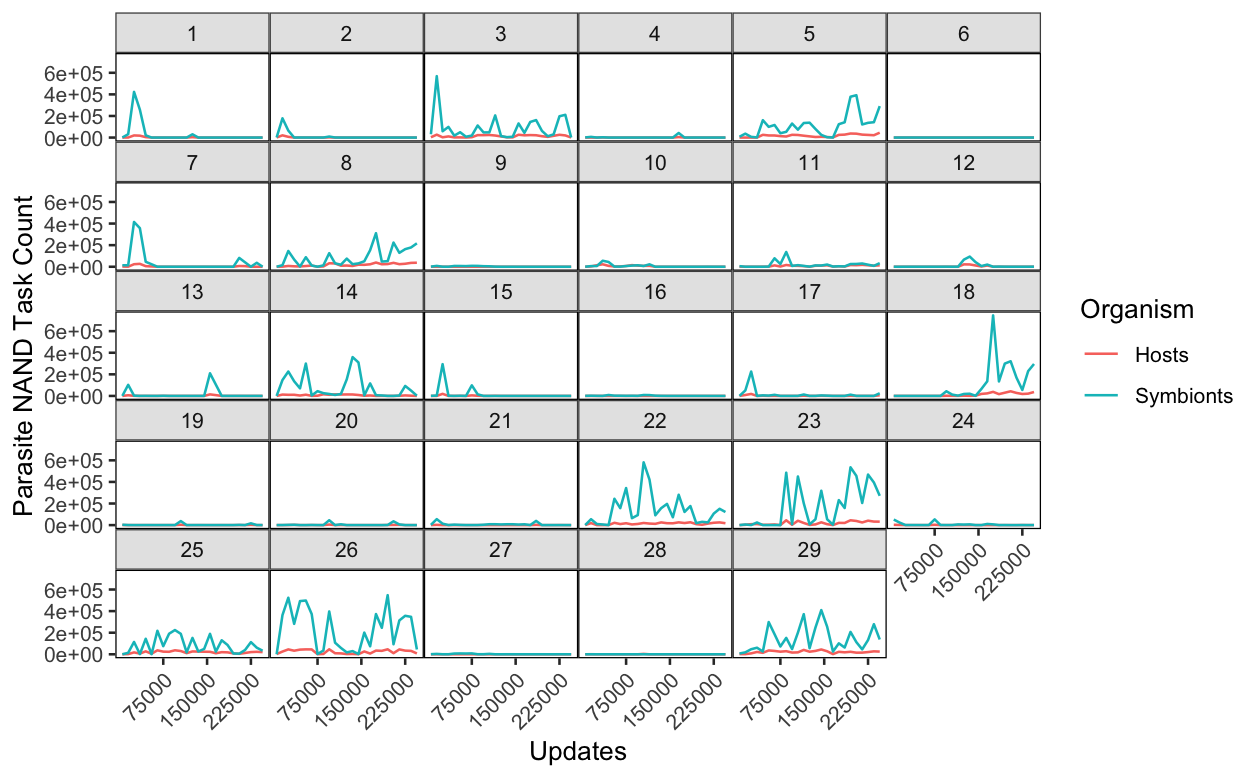 1 2 3 4 5 6
6e+05
4e+05
2e+05
0e+00
7 8 9 10 11 12
6e+05
4e+05
2e+05
0e+00
13 14 15 16 17 18
6e+05
4e+05
2e+05
0e+00
19 20 21 22 23 24
6e+05
4e+05
2e+05
0e+00
25 26 27 28 29
6e+05
4e+05
2e+05
0e+00
75000 150000 225000
75000 150000 225000 75000 150000 225000 75000 150000 225000 75000 150000 225000 75000 150000 225000
Updates
Parasite NAND Task Count
Organism
Hosts
Symbionts